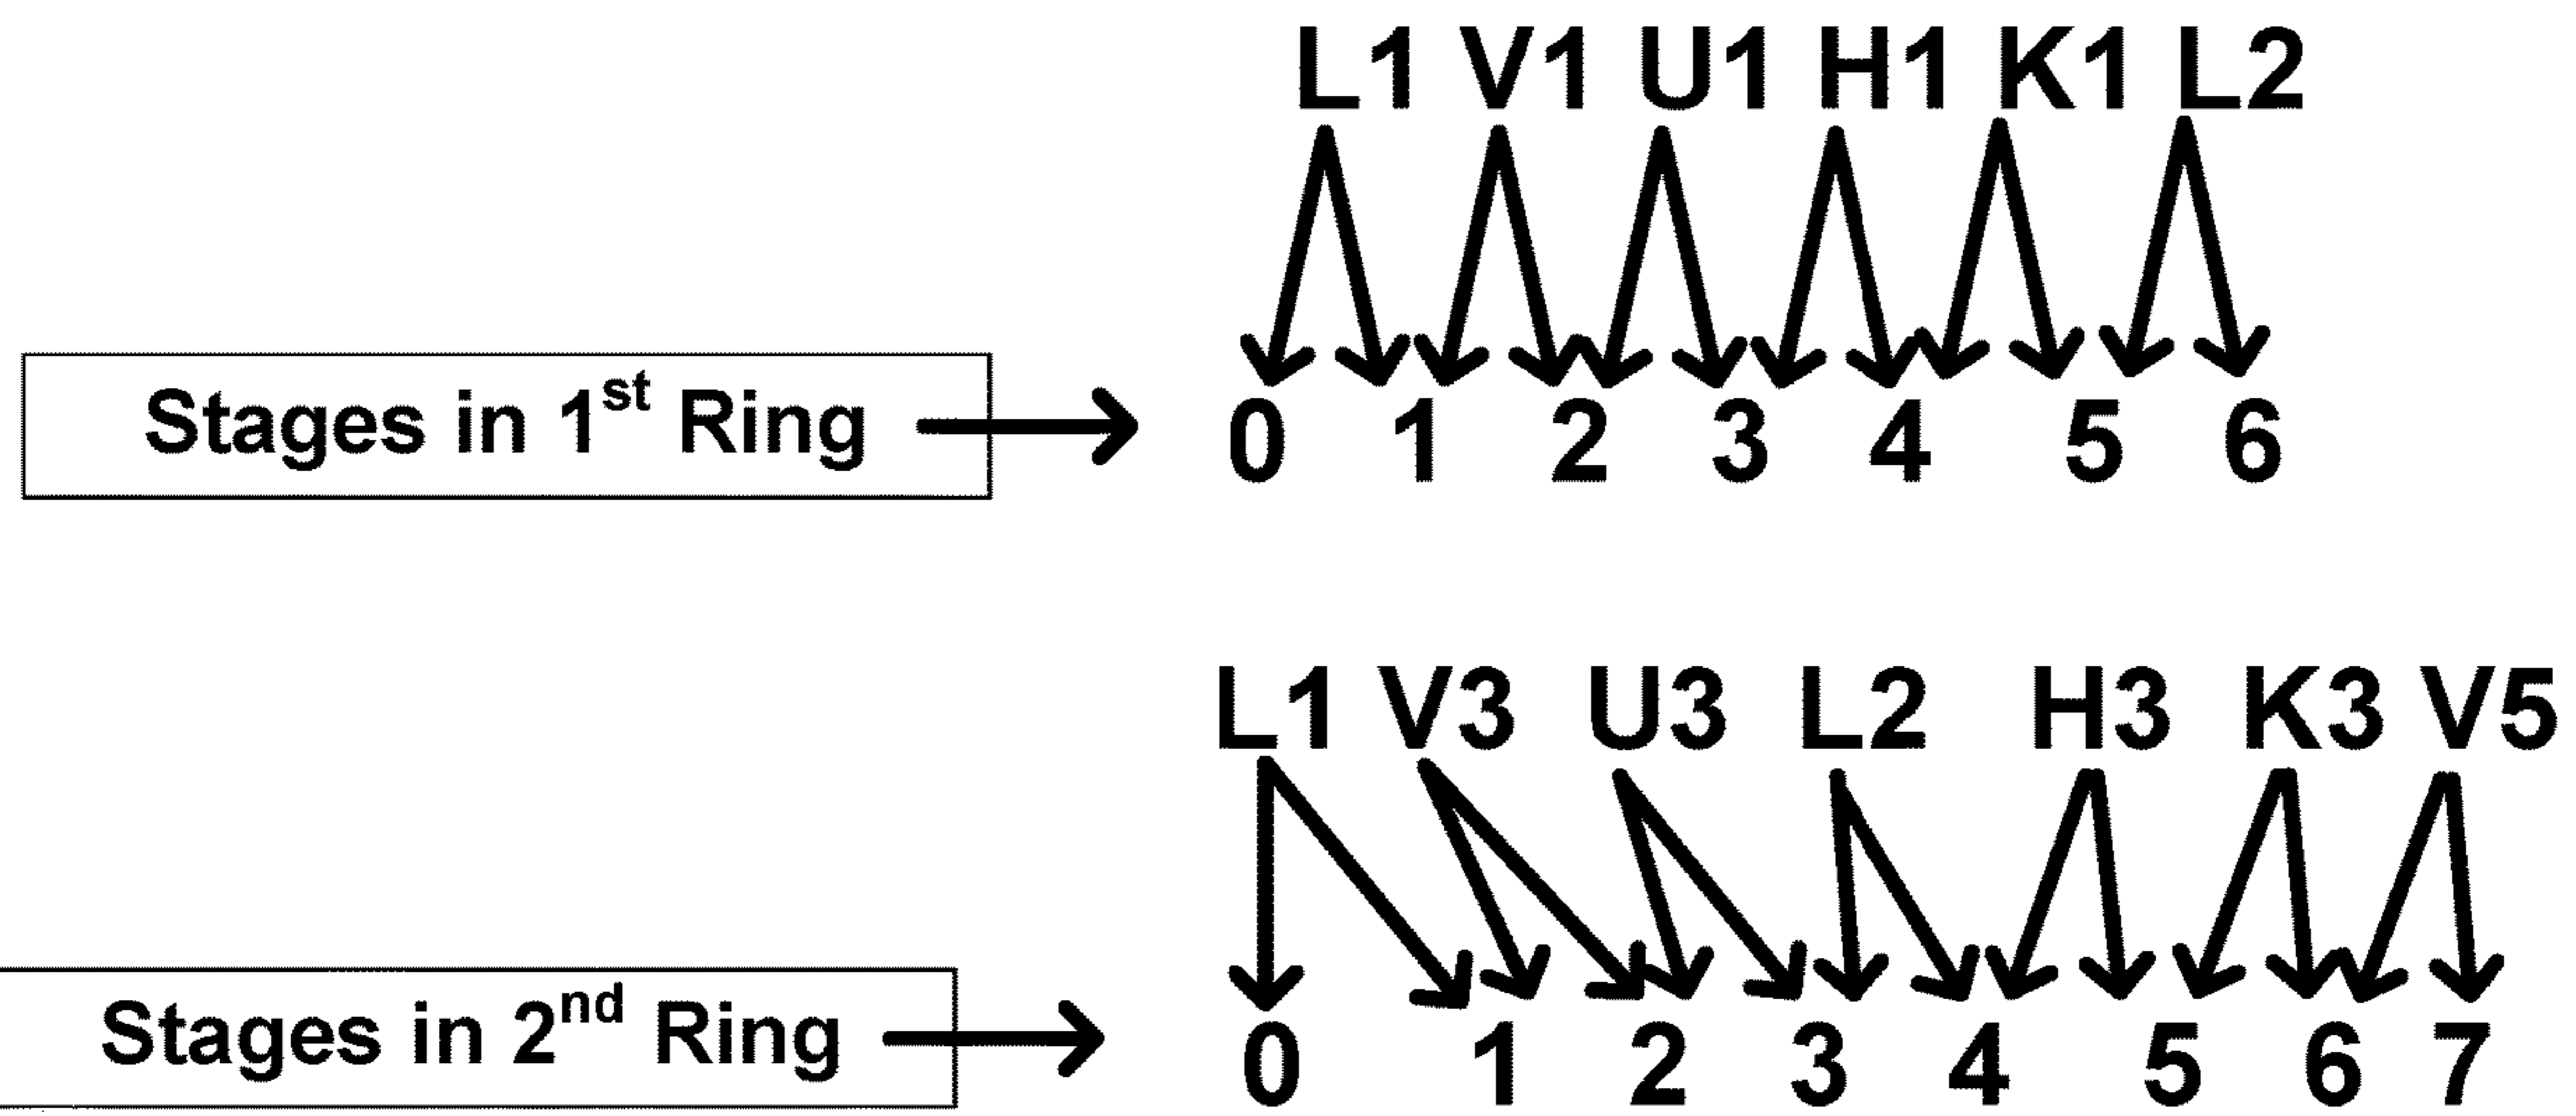 L1 V1 U1 H1 K1 L2
Stages in 1st Ring
0 1 2 3 4 5 6
L1 V3 U3 L2 H3 K3 V5
Stages in 2nd Ring
0 1 2 3 4 5 6 7